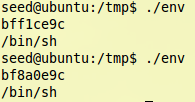 seed@ubuntu:/tmp$ ./env
bff1ce9c
/bin/sh
seed@ubuntu:/tmp$ ./env
bf8a0e9c
/bin/sh